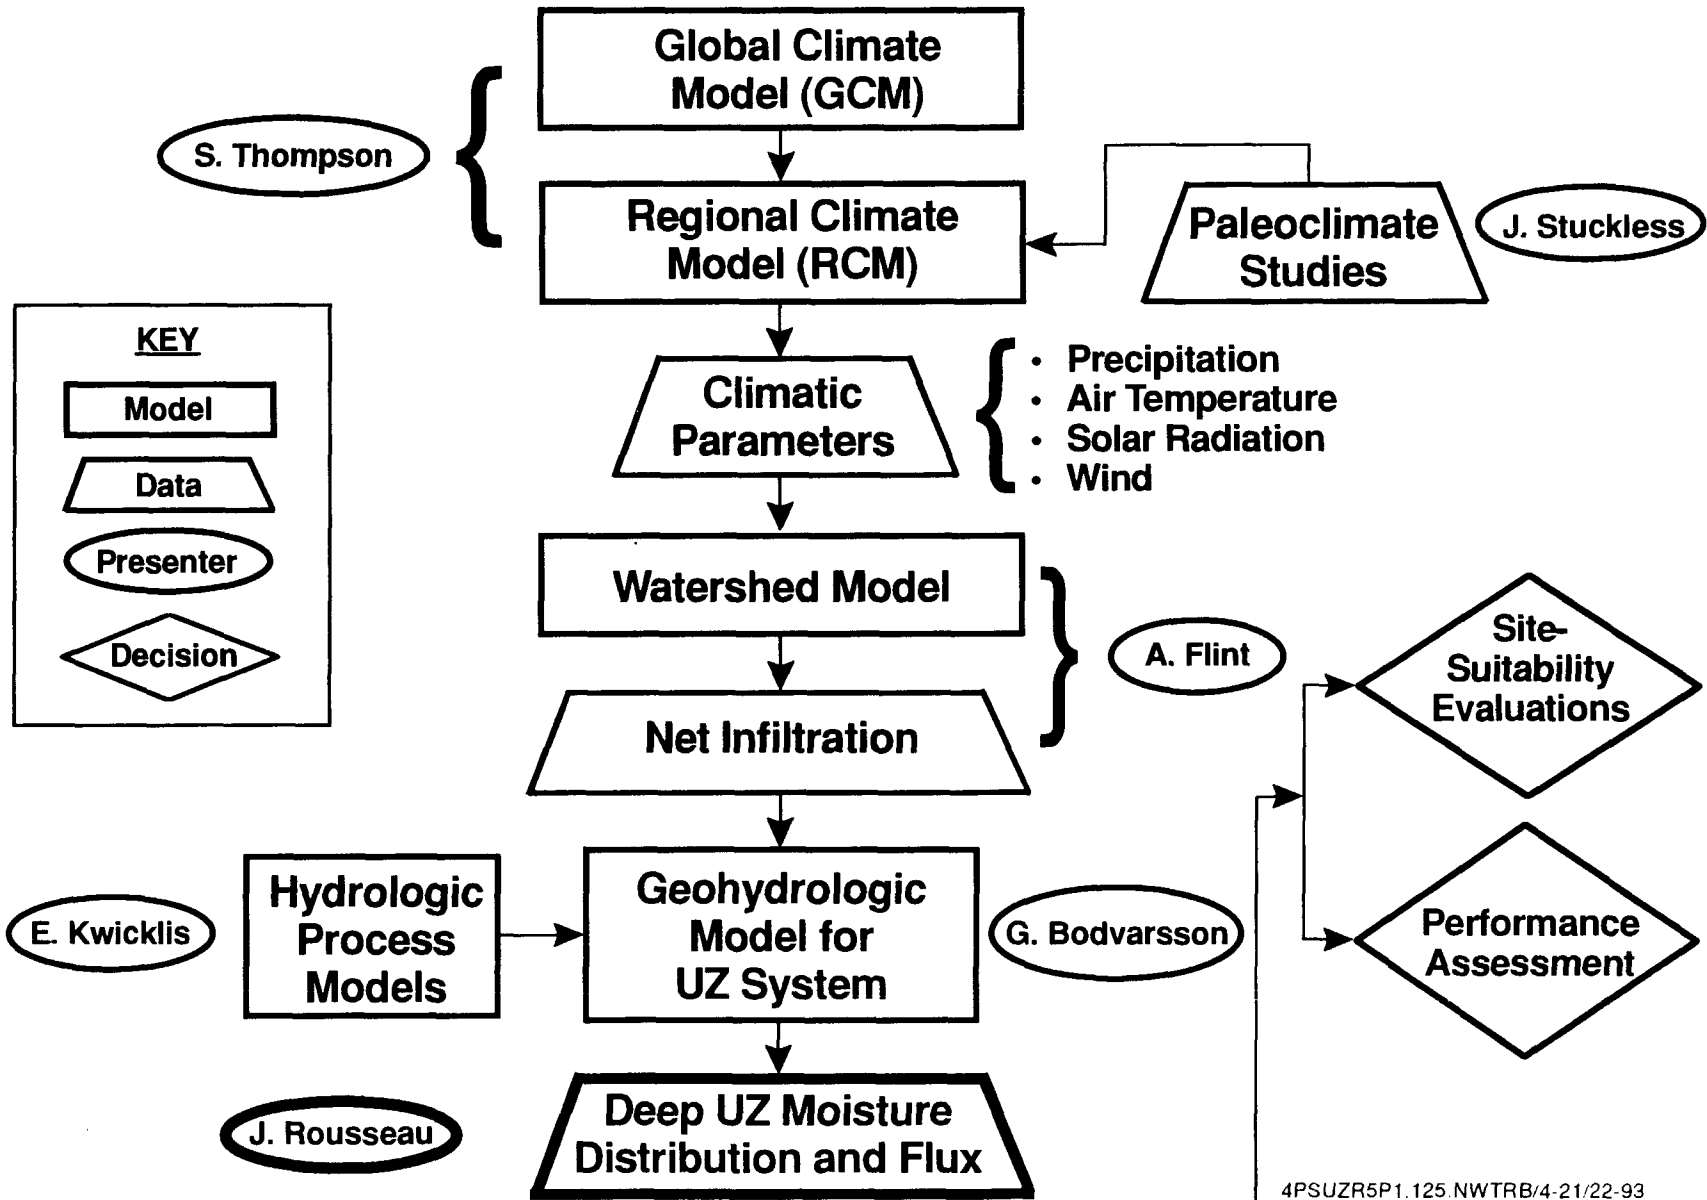 Global Climate
Model (GCM)
S. Thompson
Regional Climate
Model (RCM)
Paleoclimate
Studies
J. Stuckless
KEY
Model
Data
Presenter
Decision
Climatic
Parameters
• Precipitation
• Air Temperature
• Solar Radiation
• Wind
Watershed Model
A. Flint
Net Infiltration
Site-
Suitability
Evaluations
E. Kwicklis
Hydrologic
Process
Models
Geohydrologic
Model for
UZ System
G. Bodvarsson
Performance
Assessment
J. Rousseau
Deep UZ Moisture
Distribution and Flux
4PSUZR5P1.125.NWTRB/4-21/22-93